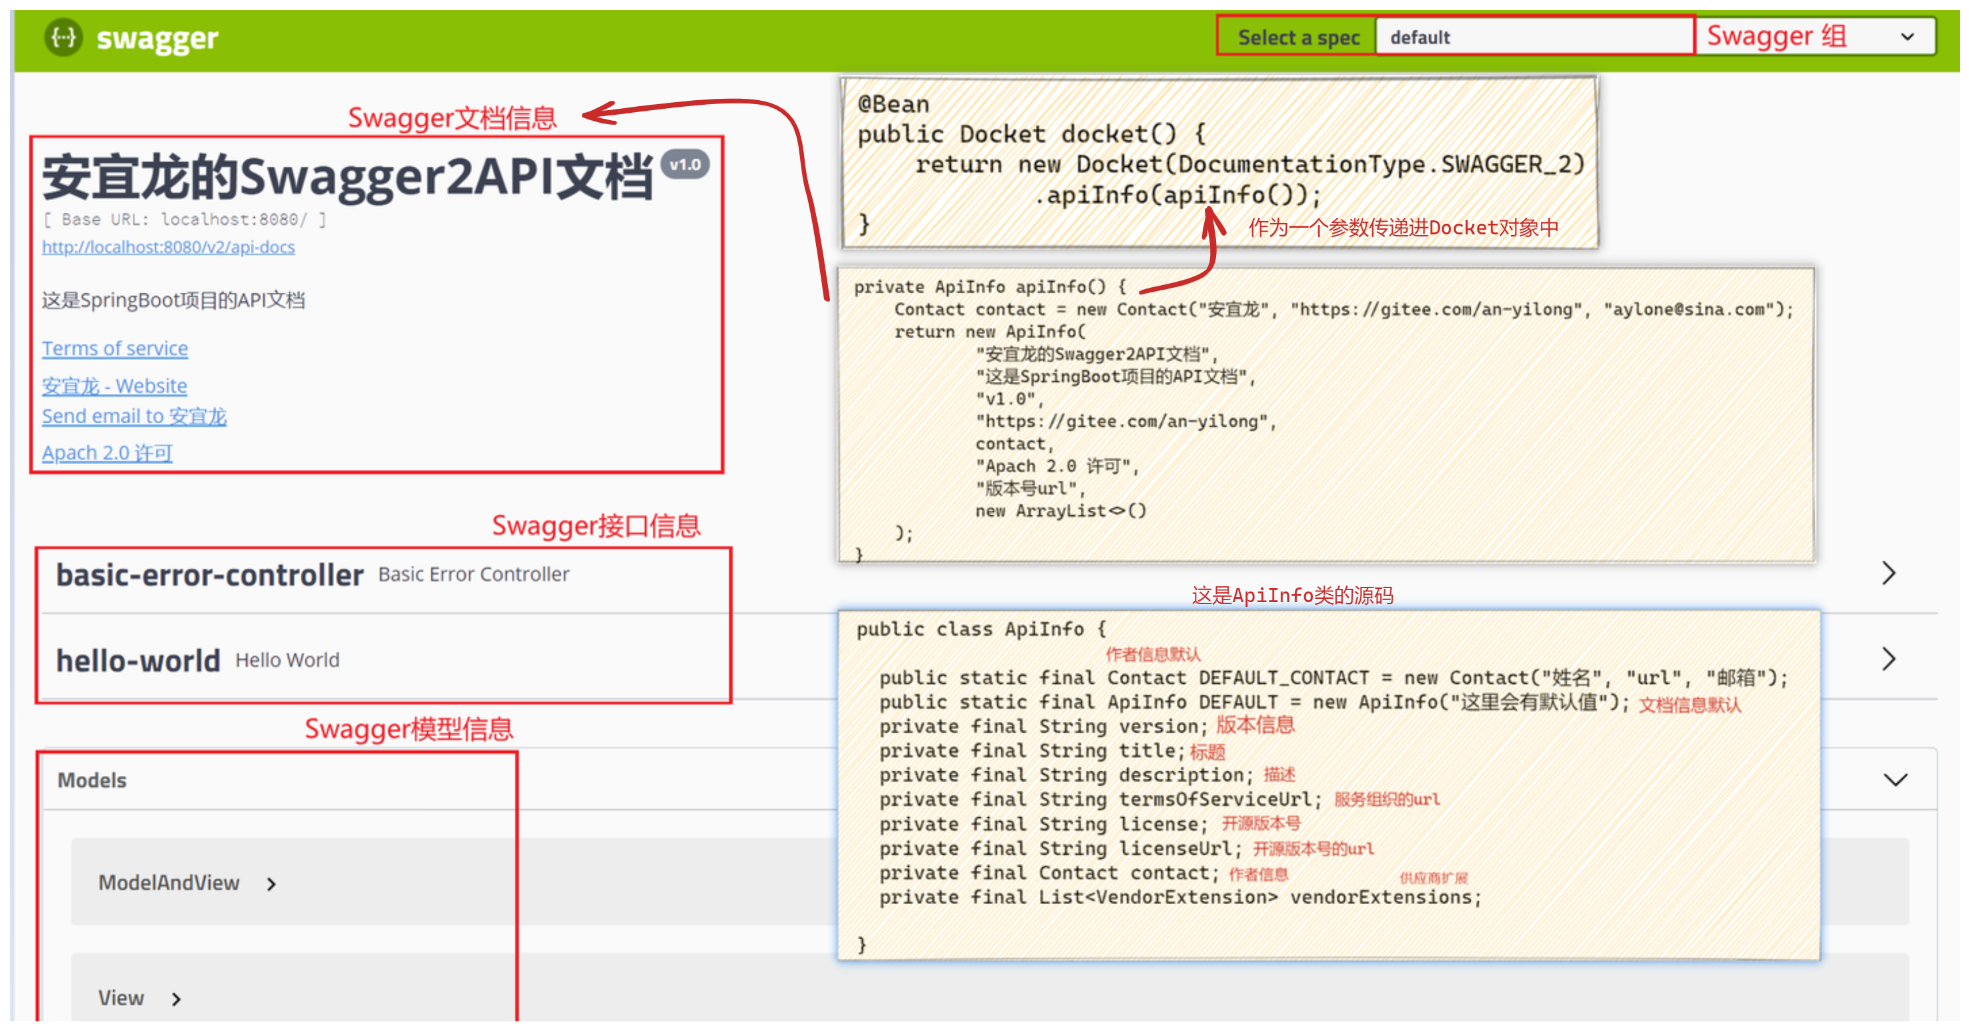 swagger
Select a spec
default
Swagger 组
Swagger文档信息
安宜龙的Swagger2API文档 v1.0
[ Base URL: localhost:8080/ ]
http://localhost:8080/v2/api-docs
这是SpringBoot项目的API文档
Terms of service
安宜龙 - Website
Send email to 安宜龙
Apach 2.0 许可
@Bean
public Docket docket() {
return new Docket(DocumentationType.SWAGGER_2)
.apiInfo(apiInfo());
}
作为一个参数传递进Docket对象中
private ApiInfo apiInfo() {
Contact contact = new Contact("安宜龙", "https://gitee.com/an-yilong", "aylone@sina.com");
return new ApiInfo(
"安宜龙的Swagger2API文档",
"这是SpringBoot项目的API文档",
"v1.0",
"https://gitee.com/an-yilong",
contact,
"Apach 2.0 许可",
"版本号url",
new ArrayList<>()
);
}
Swagger接口信息
basic-error-controller Basic Error Controller
hello-world Hello World
Swagger模型信息
Models
ModelAndView
View
这是ApiInfo类的源码
public class ApiInfo {
作者信息默认
public static final Contact DEFAULT_CONTACT = new Contact("姓名", "url", "邮箱");
public static final ApiInfo DEFAULT = new ApiInfo("这里会有默认值"); 文档信息默认
private final String version; 版本信息
private final String title; 标题
private final String description; 描述
private final String termsOfServiceUrl; 服务组织的url
private final String license; 开源版本号
private final String licenseUrl; 开源版本号的url
private final Contact contact; 作者信息
供应商扩展
private final List<VendorExtension> vendorExtensions;
}